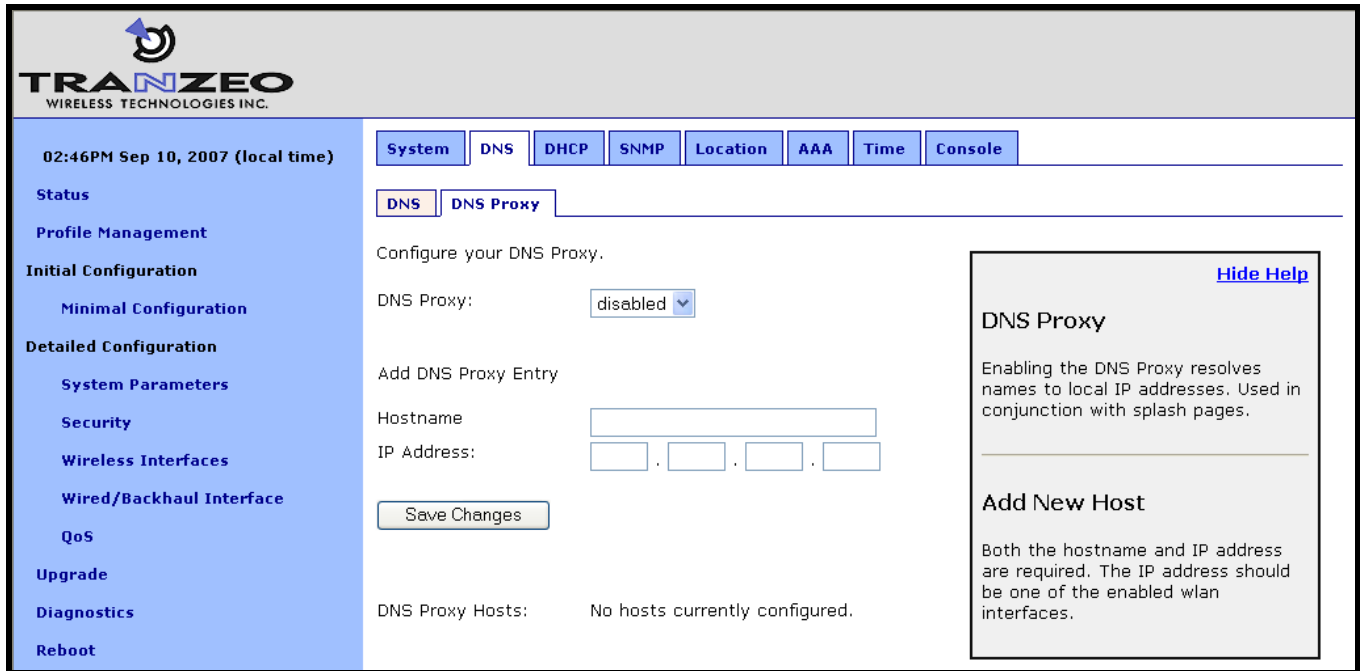 TRANZEO
WIRELESS TECHNOLOGIES INC.
02:46PM Sep 10, 2007 (local time)
Status
Profile Management
Initial Configuration
Minimal Configuration
Detailed Configuration
System Parameters
Security
Wireless Interfaces
Wired/Backhaul Interface
QoS
Upgrade
Diagnostics
Reboot
System DNS DHCP SNMP Location AAA Time Console
DNS DNS Proxy
Configure your DNS Proxy.
DNS Proxy: disabled
Add DNS Proxy Entry
Hostname
IP Address: . . .
Save Changes
DNS Proxy Hosts: No hosts currently configured.
Hide Help
DNS Proxy
Enabling the DNS Proxy resolves
names to local IP addresses. Used in
conjunction with splash pages.
Add New Host
Both the hostname and IP address
are required. The IP address should
be one of the enabled wlan
interfaces.